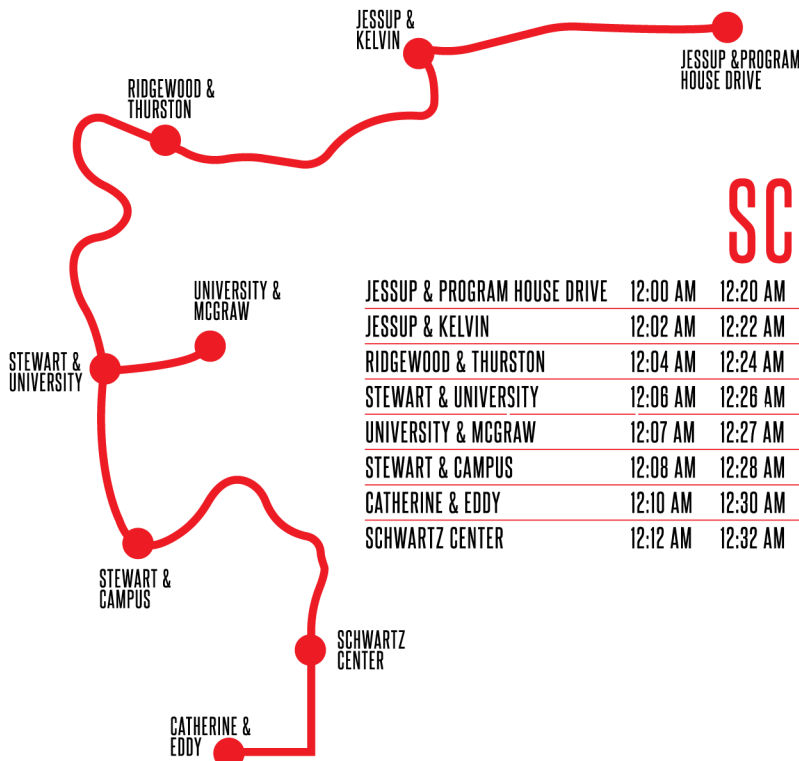 JESSUP &
KELVIN
JESSUP &PROGRAM
HOUSE DRIVE
RIDGEWOOD &
THURSTON
SC
UNIVERSITY &
MCGRAW
STEWART &
UNIVERSITY
JESSUP & PROGRAM HOUSE DRIVE 12:00 AM 12:20 AM
JESSUP & KELVIN 12:02 AM 12:22 AM
RIDGEWOOD & THURSTON 12:04 AM 12:24 AM
STEWART & UNIVERSITY 12:06 AM 12:26 AM
UNIVERSITY & MCGRAW 12:07 AM 12:27 AM
STEWART & CAMPUS 12:08 AM 12:28 AM
CATHERINE & EDDY 12:10 AM 12:30 AM
SCHWARTZ CENTER 12:12 AM 12:32 AM
STEWART &
CAMPUS
SCHWARTZ
CENTER
CATHERINE &
EDDY